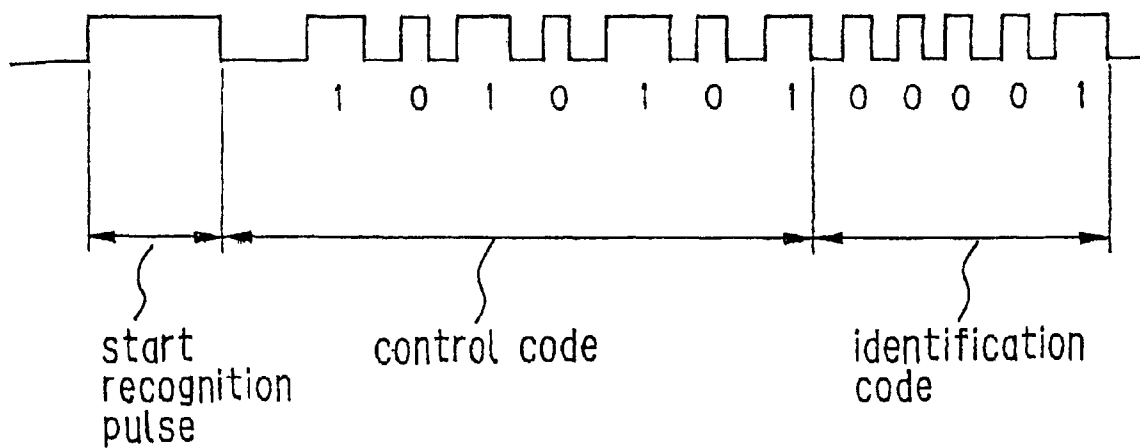 1 0 1 0 1 0 1 0 0 0 0 1
start recognition pulse
control code
identification code